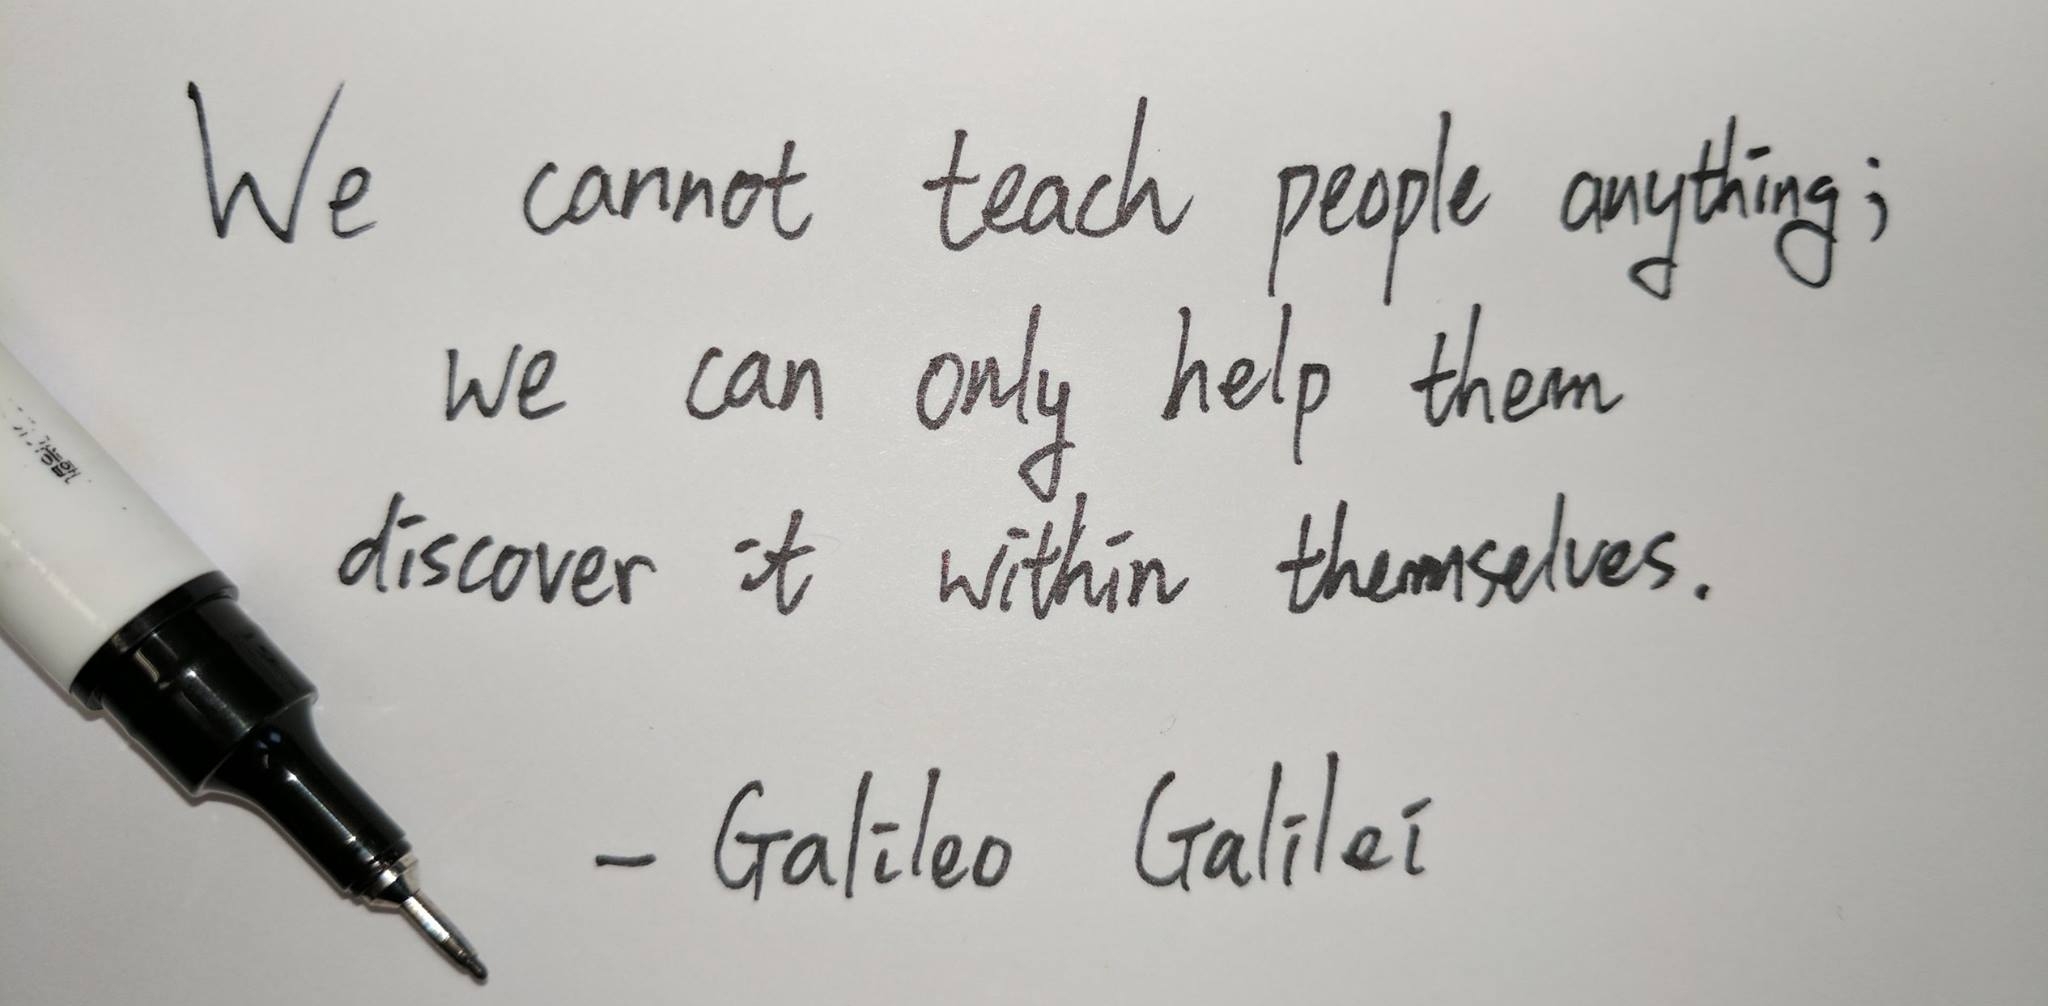 We cannot teach people anything;
we can only help them
discover it within themselves.
- Galileo Galilei